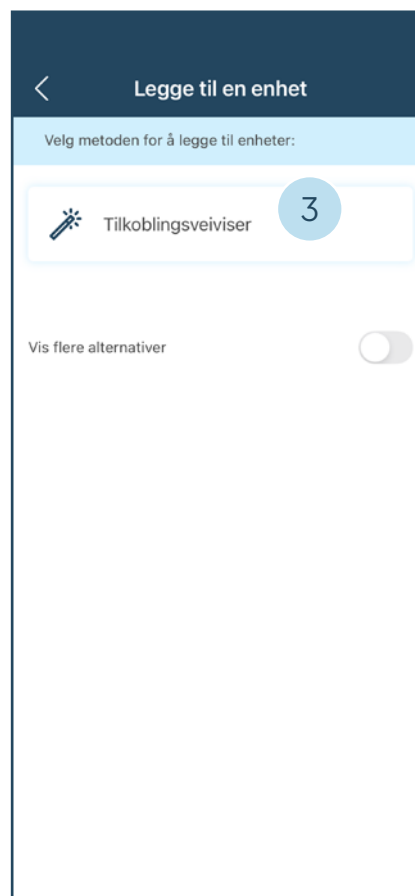 Legge til en enhet
Velg metoden for å legge til enheter:
Tilkoblingsveiviser
3
Vis flere alternativer